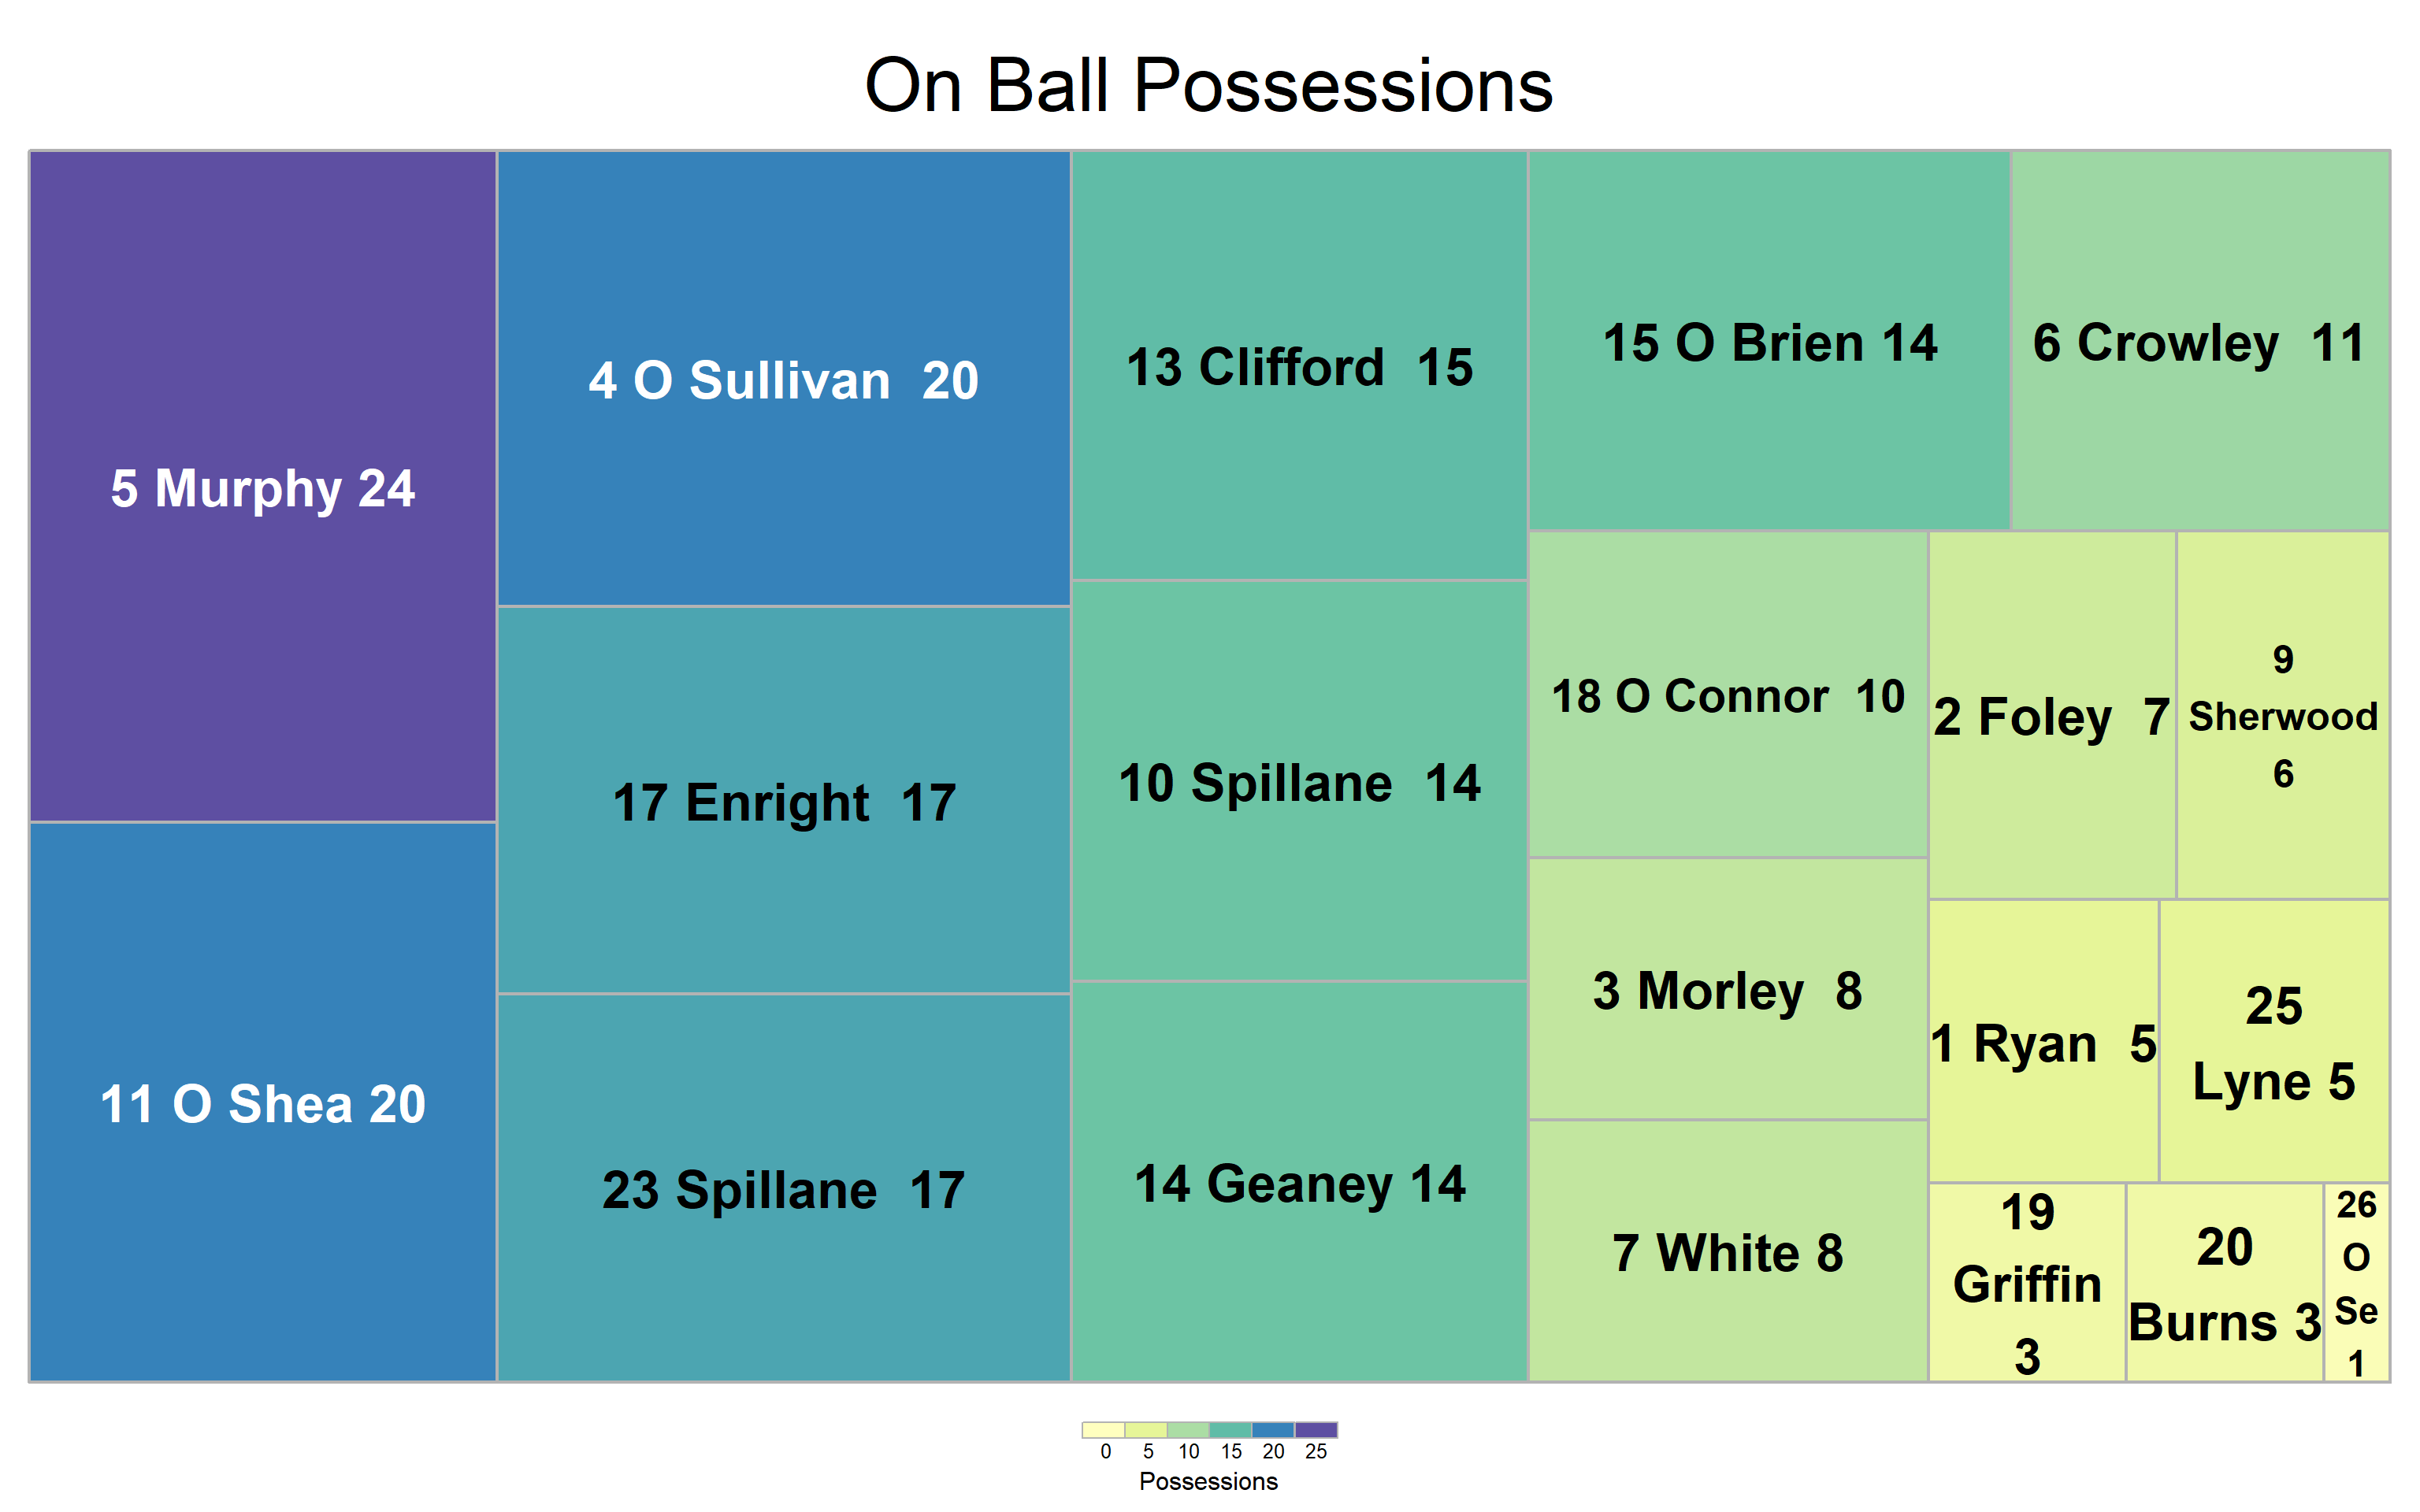 On Ball Possessions
5 Murphy 24
11 O Shea 20
4 O Sullivan 20
17 Enright 17
23 Spillane 17
13 Clifford 15
10 Spillane 14
14 Geaney 14
15 O Brien 14
6 Crowley 11
18 O Connor 10
3 Morley 8
7 White 8
2 Foley 7
9
Sherwood
6
1 Ryan 5
25
Lyne 5
19
Griffin
3
20
Burns 3
26
O
Se
1
0 5 10 15 20 25
Possessions